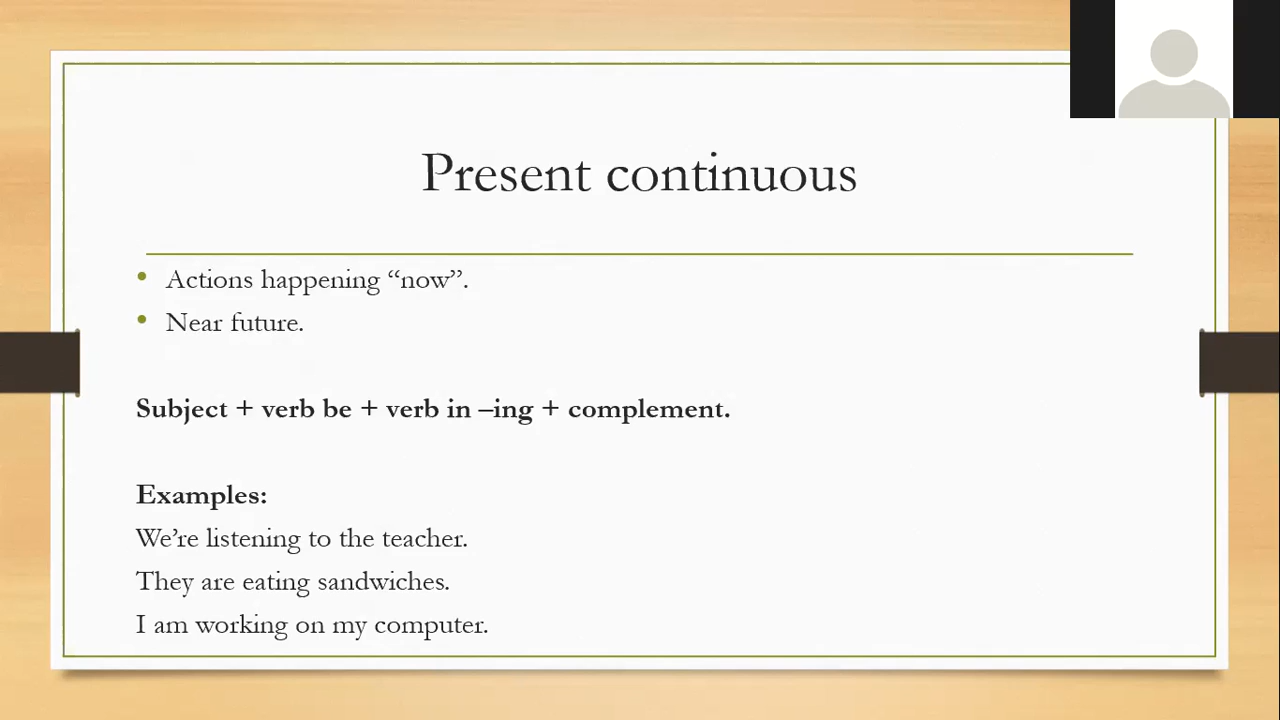 Present continuous
• Actions happening “now”.
• Near future.
Subject + verb be + verb in –ing + complement.
Examples:
We’re listening to the teacher.
They are eating sandwiches.
I am working on my computer.